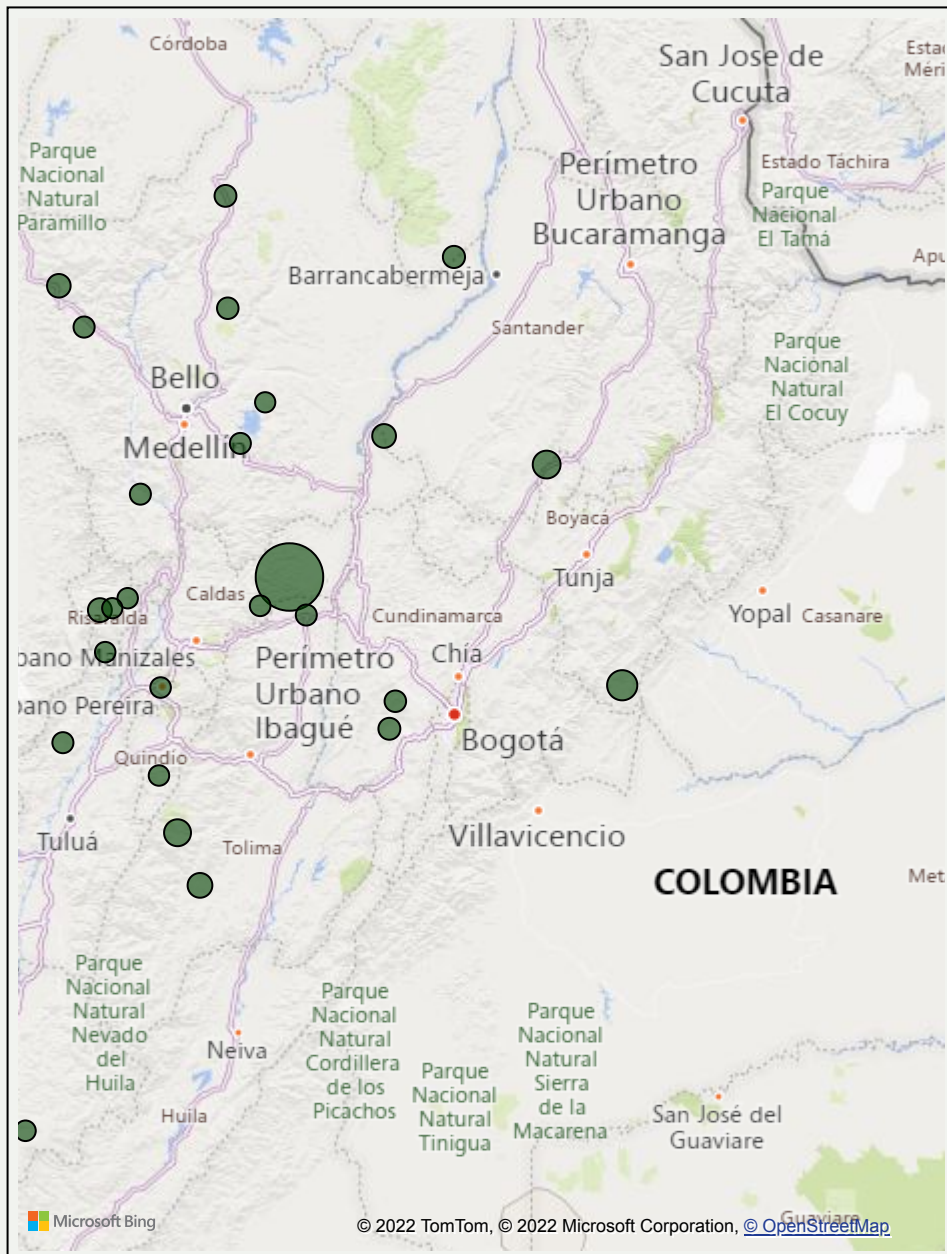 Córdoba
San Jose de
Cucuta
Esta
Méri
Parque
Nacional
Natural
Paramillo
Perímetro
Urbano
Bucaramanga
Estado Táchira
Parque
Nacional
El Tamá
Apu
Barrancabermeja
Santander
Parque
Nacional
Natural
El Cocuy
Bello
Medellín
Boyaca
Tunja
Caldas
Risaralda
Cundinamarca
Yopal
Casanare
bano Manizales
Perímetro
Urbano
Ibagué
Chía
bano Pereira
Bogotá
Quindio
Tuluá
Tolima
Villavicencio
COLOMBIA
Met
Parque
Nacional
Natural
Nevado
del
Huila
Parque
Nacional
Natural
Cordillera
de los
Picachos
Parque
Nacional
Natural
Tinigua
Parque
Nacional
Natural
Sierra
de la
Macarena
Neiva
Huila
San José del
Guaviare
Guaviare
Microsoft Bing
© 2022 TomTom, © 2022 Microsoft Corporation, © OpenStreetMap